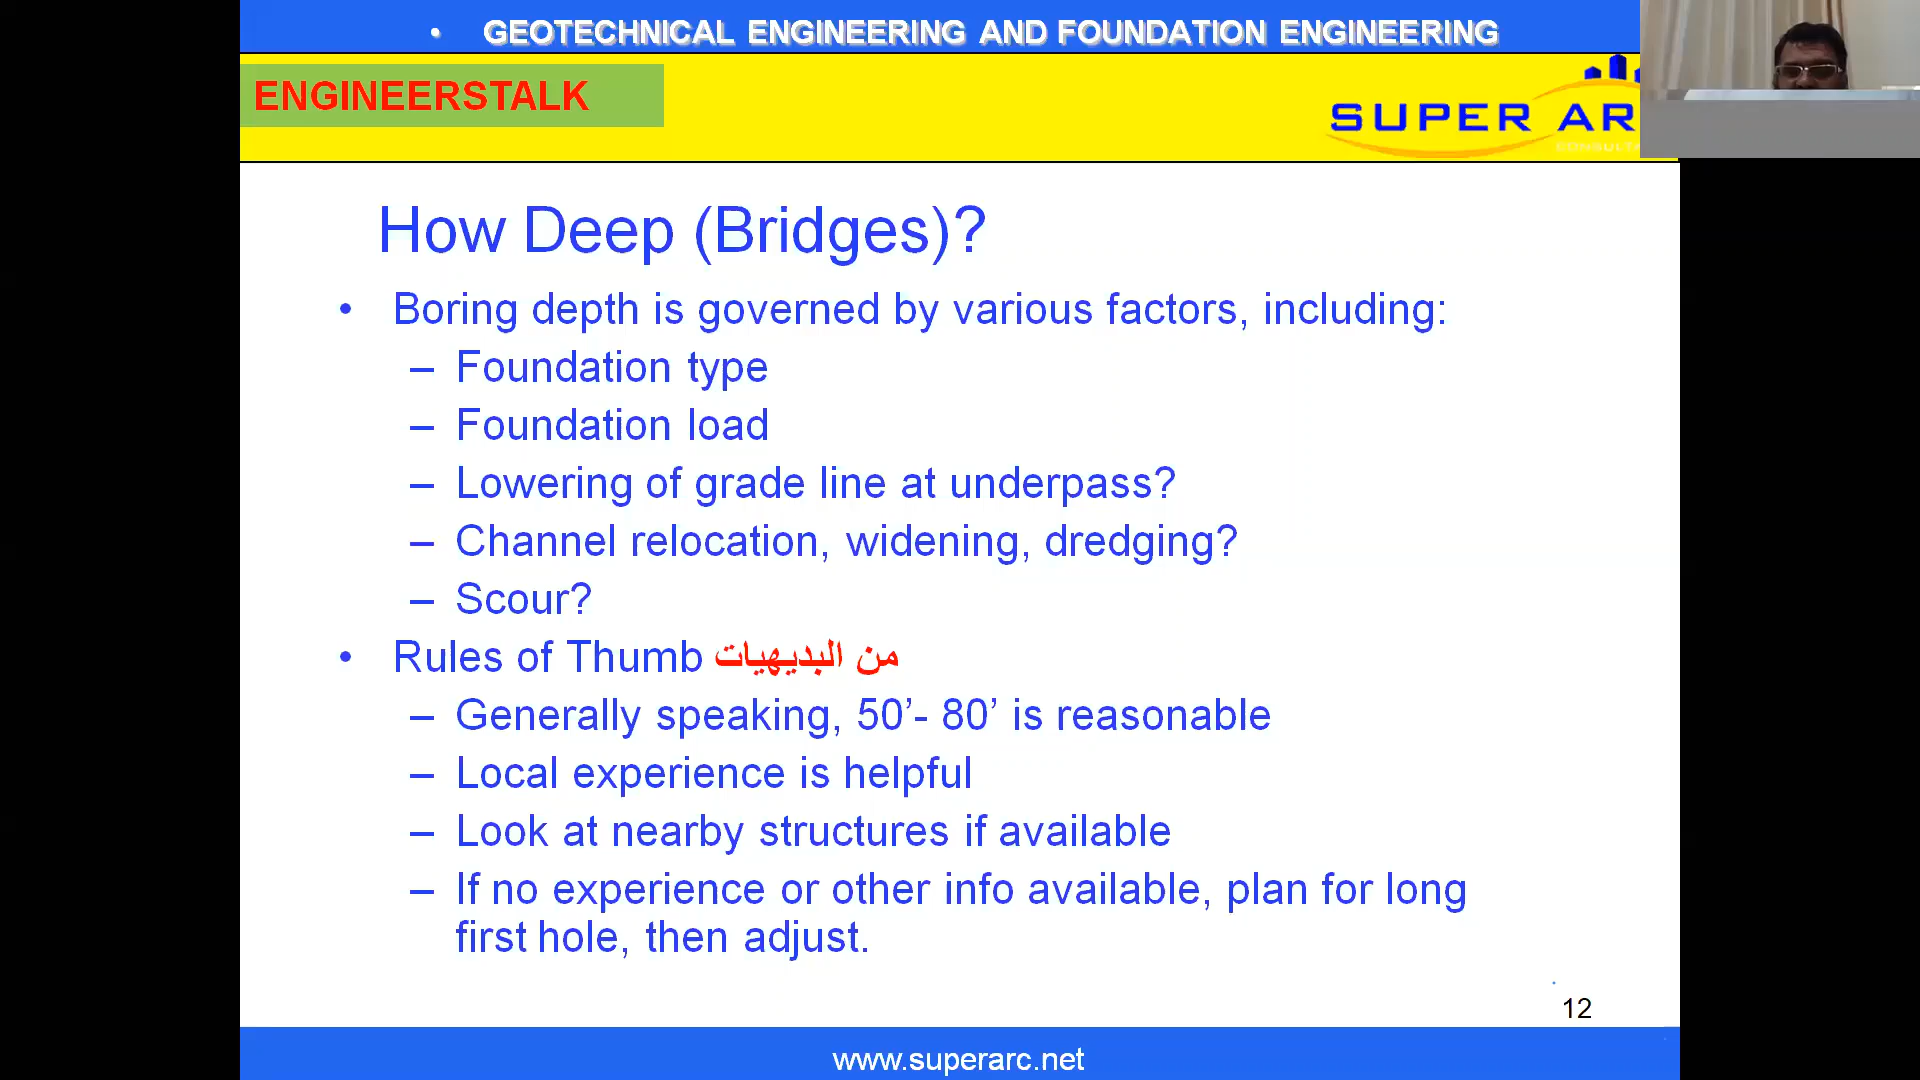 • GEOTECHNICAL ENGINEERING AND FOUNDATION ENGINEERING
ENGINEERSTALK
SUPER ARC
How Deep (Bridges)?
• Boring depth is governed by various factors, including:
– Foundation type
– Foundation load
– Lowering of grade line at underpass?
– Channel relocation, widening, dredging?
– Scour?
• Rules of Thumb من البديهيات
– Generally speaking, 50’- 80’ is reasonable
– Local experience is helpful
– Look at nearby structures if available
– If no experience or other info available, plan for long
first hole, then adjust.
12
www.superarc.net